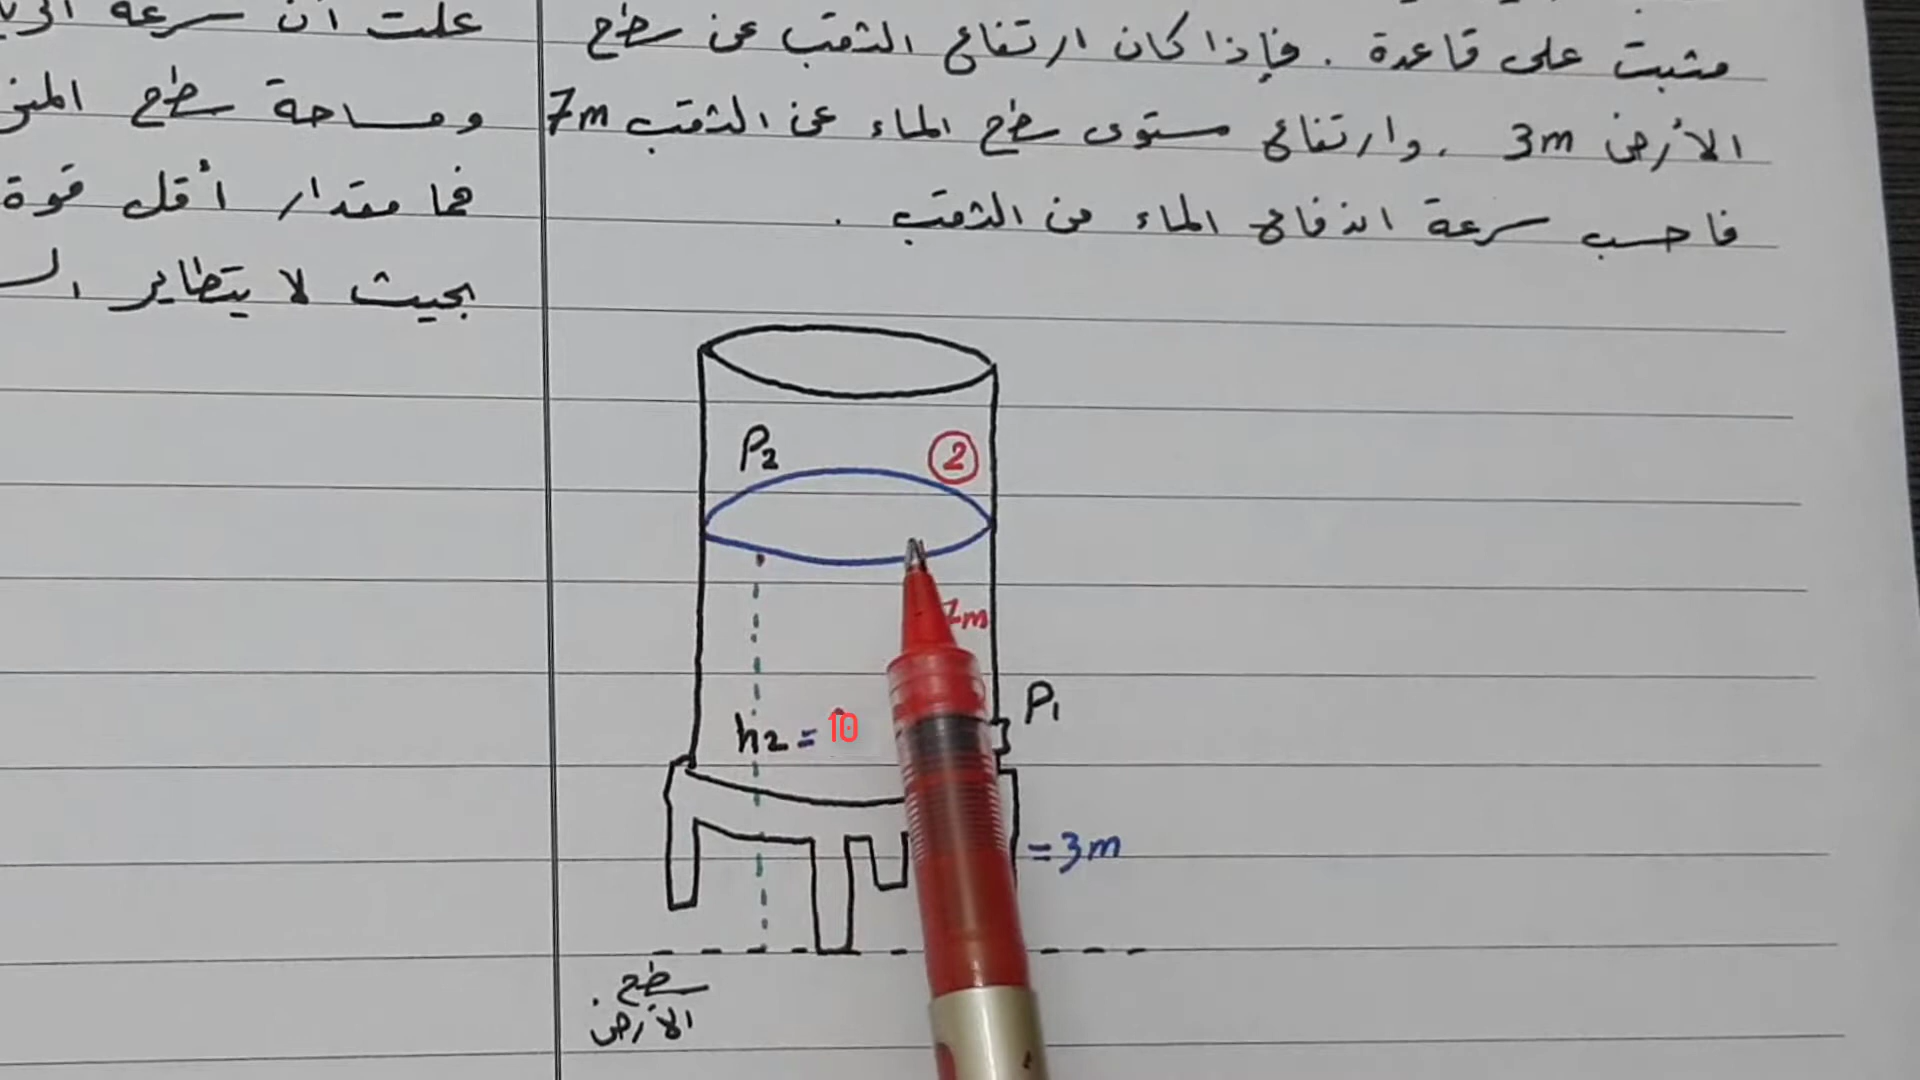 مثبت على قاعدة . فإذا كان ارتفاع الثقب عن سطح
الأرض 3m . وارتفاع مستوى سطح الماء عن الثقب 7m
فاحسب سرعة اندفاع الماء من الثقب .
علمت أن سرعة
ومساحة سطح
فما مقدار أقل قوة
بحيث لا يتطاير
P2
2
7m
P1
h2 = 10
= 3m
سطح
الأرض